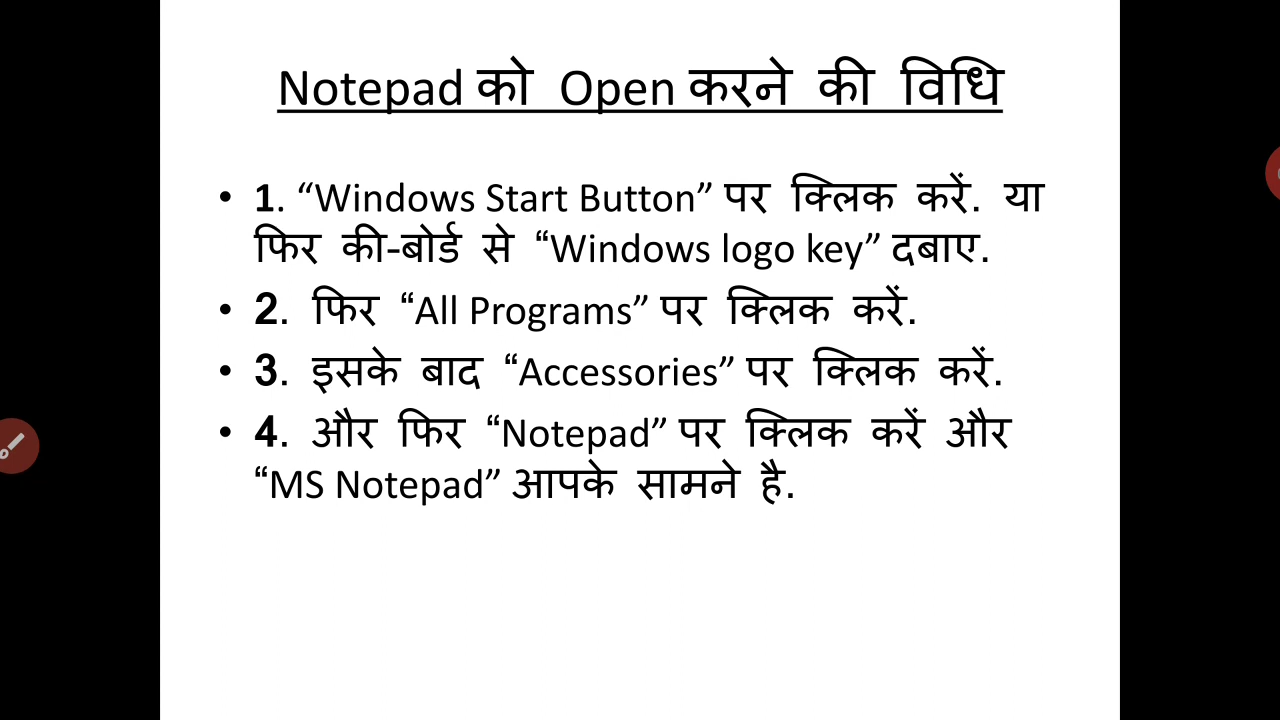 Notepad को Open करने की विधि
• 1. “Windows Start Button” पर क्लिक करें. या
फिर की-बोर्ड से “Windows logo key” दबाए.
• 2. फिर “All Programs” पर क्लिक करें.
• 3. इसके बाद “Accessories” पर क्लिक करें.
• 4. और फिर “Notepad” पर क्लिक करें और
“MS Notepad” आपके सामने है.